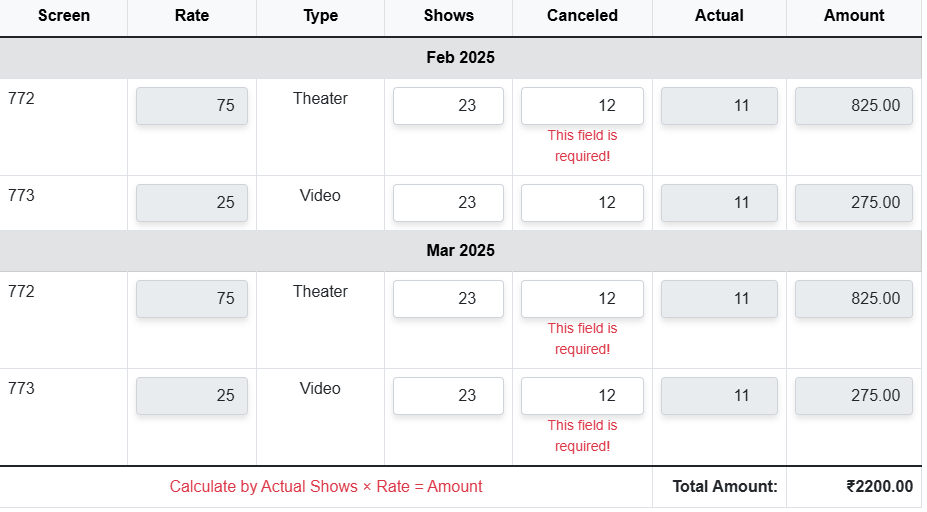 Screen Rate Type Shows Canceled Actual Amount
Feb 2025
772 75 Theater 23 12 11 825.00
This field is
required!
773 25 Video 23 12 11 275.00
Mar 2025
772 75 Theater 23 12 11 825.00
This field is
required!
773 25 Video 23 12 11 275.00
This field is
required!
Calculate by Actual Shows × Rate = Amount Total Amount: ₹2200.00